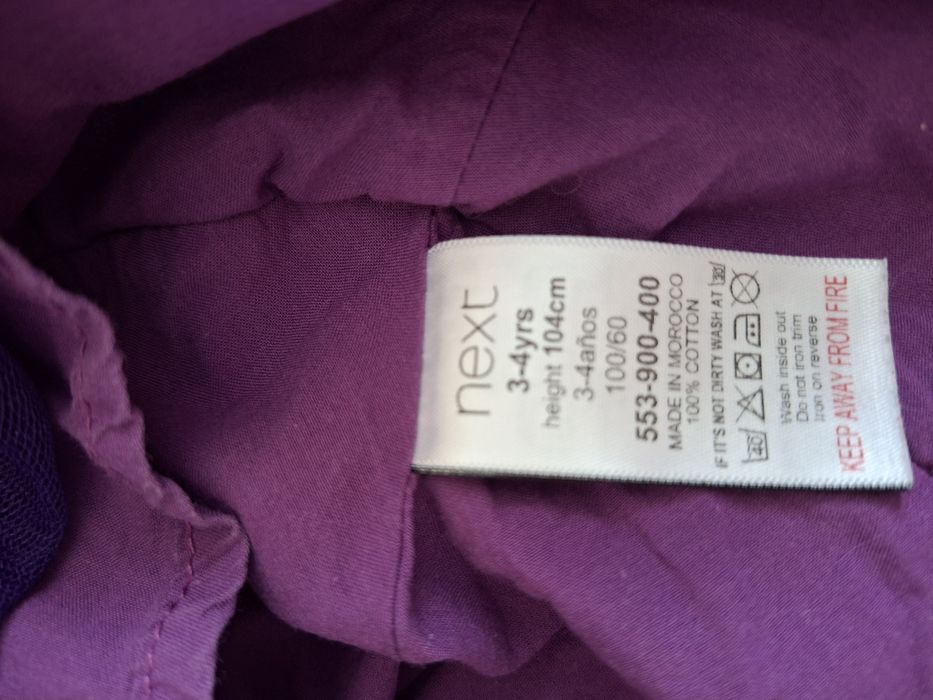 next
3-4yrs
height 104cm
3-4años
100/60
553-900-400
MADE IN MOROCCO
100% COTTON
IF IT'S NOT DIRTY WASH AT 30
40
Wash inside out
Do not iron trim
Iron on reverse
KEEP AWAY FROM FIRE